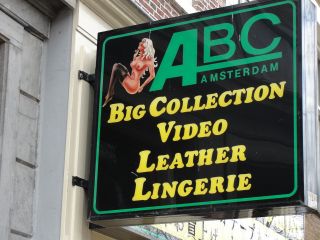 ABC
AMSTERDAM
BIG COLLECTION
VIDEO
LEATHER
LINGERIE